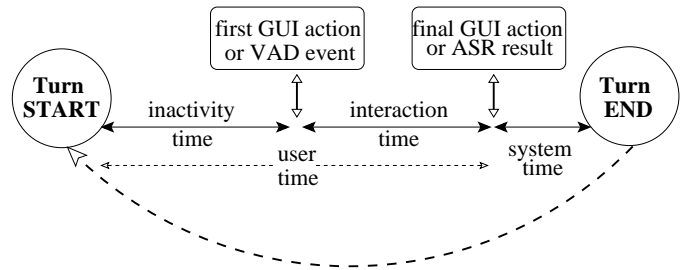 first GUI action
or VAD event
final GUI action
or ASR result
Turn
START
Turn
END
inactivity
time
interaction
time
user
time
system
time